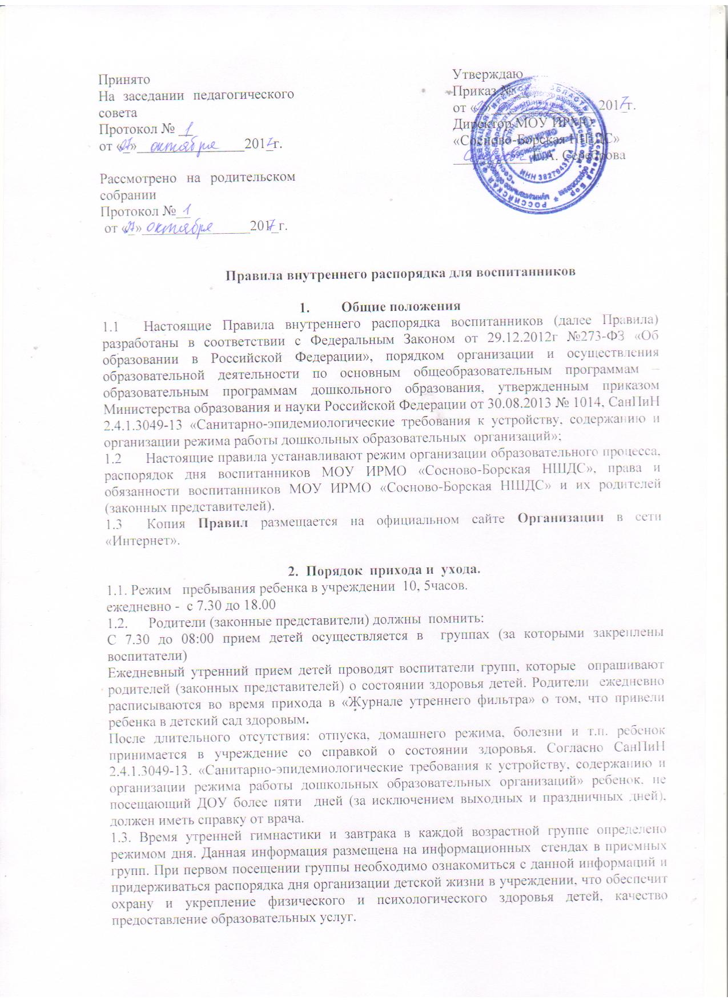 Принято
На заседании педагогического
совета
Протокол № 1
от «27» октября 2017 г.
Рассмотрено на родительском
собрании
Протокол № 1
от «27» октября 2017 г.
Утверждаю
Приказ №
от « » 2017 г.
Директор МОУ ИРМО
«Сосново-Борская НШДС»
Г.А. Сереброва
ИНН 3827043704
Правила внутреннего распорядка для воспитанников
1. Общие положения
1.1 Настоящие Правила внутреннего распорядка воспитанников (далее Правила)
разработаны в соответствии с Федеральным Законом от 29.12.2012г №273-ФЗ «Об
образовании в Российской Федерации», порядком организации и осуществления
образовательной деятельности по основным общеобразовательным программам –
образовательным программам дошкольного образования, утвержденным приказом
Министерства образования и науки Российской Федерации от 30.08.2013 № 1014, СанПиН
2.4.1.3049-13 «Санитарно-эпидемиологические требования к устройству, содержанию и
организации режима работы дошкольных образовательных организаций»;
1.2 Настоящие правила устанавливают режим организации образовательного процесса,
распорядок дня воспитанников МОУ ИРМО «Сосново-Борская НШДС», права и
обязанности воспитанников МОУ ИРМО «Сосново-Борская НШДС» и их родителей
(законных представителей).
1.3 Копия Правил размещается на официальном сайте Организации в сети
«Интернет».
2. Порядок прихода и ухода.
1.1. Режим пребывания ребенка в учреждении 10, 5часов.
ежедневно - с 7.30 до 18.00
1.2. Родители (законные представители) должны помнить:
С 7.30 до 08:00 прием детей осуществляется в группах (за которыми закреплены
воспитатели)
Ежедневный утренний прием детей проводят воспитатели групп, которые опрашивают
родителей (законных представителей) о состоянии здоровья детей. Родители ежедневно
расписываются во время прихода в «Журнале утреннего фильтра» о том, что привели
ребенка в детский сад здоровым.
После длительного отсутствия: отпуска, домашнего режима, болезни и т.п. ребенок
принимается в учреждение со справкой о состоянии здоровья. Согласно СанПиН
2.4.1.3049-13. «Санитарно-эпидемиологические требования к устройству, содержанию и
организации режима работы дошкольных образовательных организаций» ребенок, не
посещающий ДОУ более пяти дней (за исключением выходных и праздничных дней),
должен иметь справку от врача.
1.3. Время утренней гимнастики и завтрака в каждой возрастной группе определено
режимом дня. Данная информация размещена на информационных стендах в приемных
групп. При первом посещении группы необходимо ознакомиться с данной информаций и
придерживаться распорядка дня организации детской жизни в учреждении, что обеспечит
охрану и укрепление физического и психологического здоровья детей, качество
предоставление образовательных услуг.